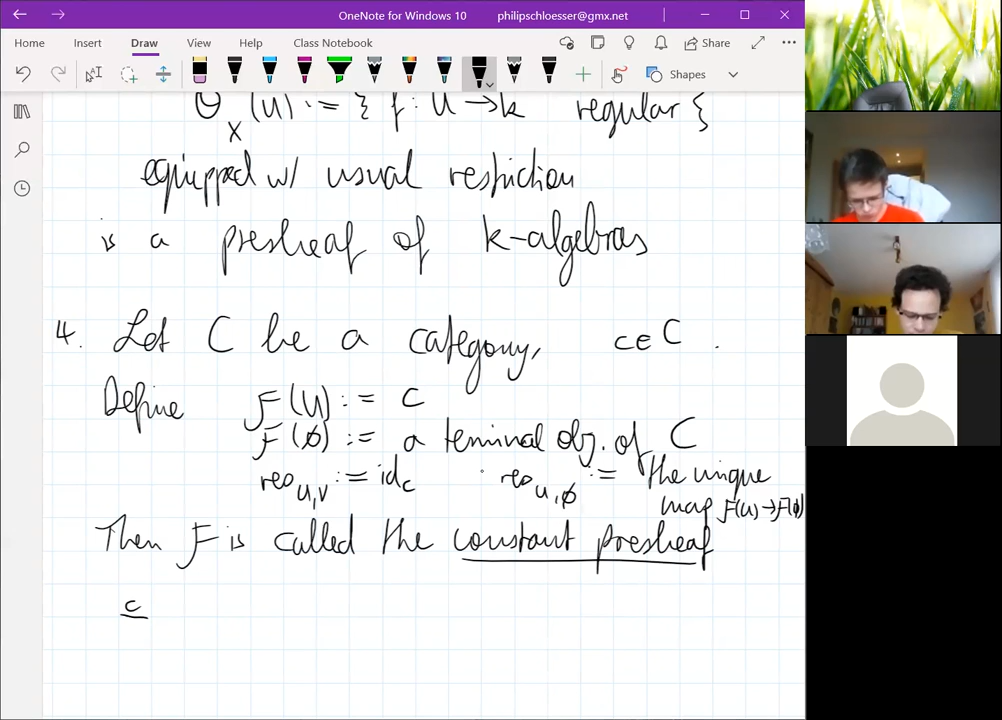 OneNote for Windows 10
philipschloesser@gmx.net
Home Insert Draw View Help Class Notebook
Share
Shapes
O_X (U) := { f : U → k regular }
equipped w/ usual restriction
is a presheaf of k-algebras
4. Let C be a category, c ∈ C .
Define F(U) := c
F(∅) := a terminal obj. of C
res_{U,V} := id_c res_{U,∅} := the unique
map F(U) → F(∅)
Then F is called the constant presheaf
c